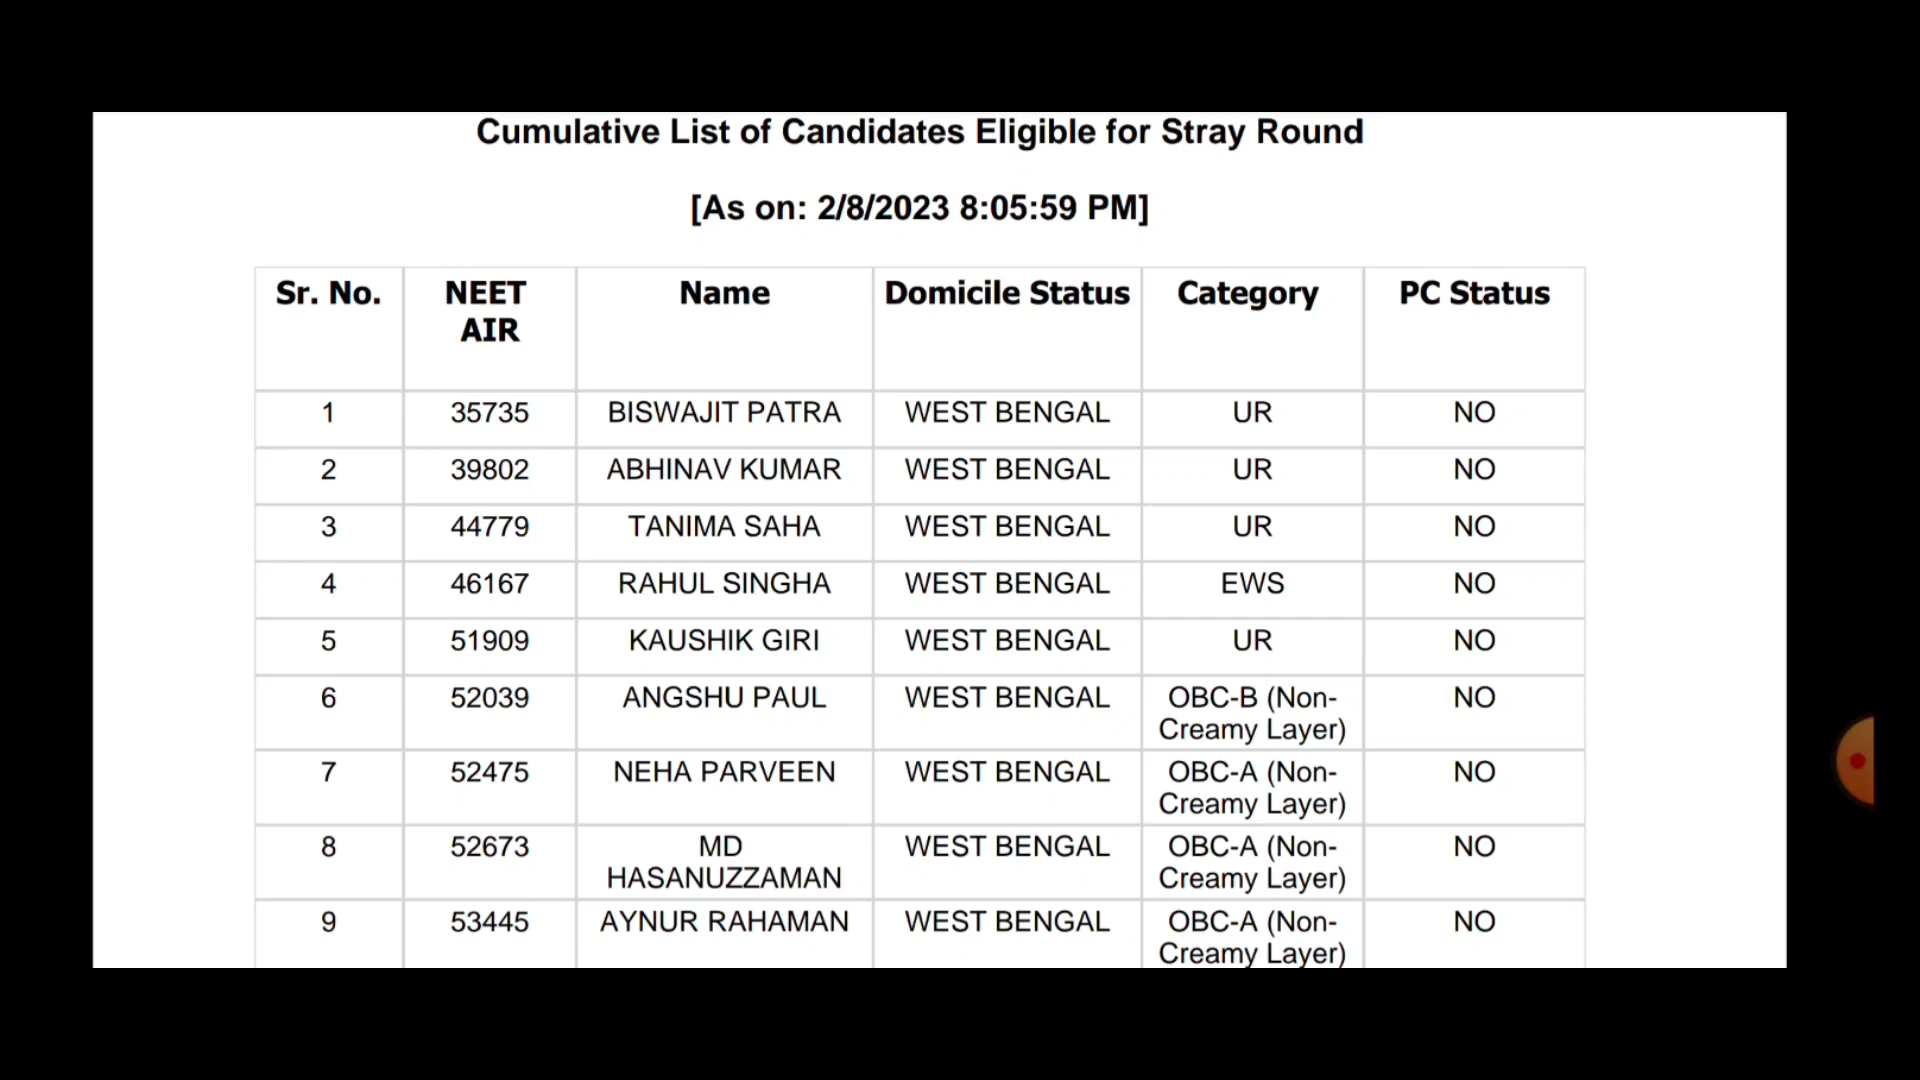 Cumulative List of Candidates Eligible for Stray Round
[As on: 2/8/2023 8:05:59 PM]
Sr. No. NEET Name Domicile Status Category PC Status
AIR
1 35735 BISWAJIT PATRA WEST BENGAL UR NO
2 39802 ABHINAV KUMAR WEST BENGAL UR NO
3 44779 TANIMA SAHA WEST BENGAL UR NO
4 46167 RAHUL SINGHA WEST BENGAL EWS NO
5 51909 KAUSHIK GIRI WEST BENGAL UR NO
6 52039 ANGSHU PAUL WEST BENGAL OBC-B (Non- NO
Creamy Layer)
7 52475 NEHA PARVEEN WEST BENGAL OBC-A (Non- NO
Creamy Layer)
8 52673 MD WEST BENGAL OBC-A (Non- NO
HASANUZZAMAN Creamy Layer)
9 53445 AYNUR RAHAMAN WEST BENGAL OBC-A (Non- NO
Creamy Layer)